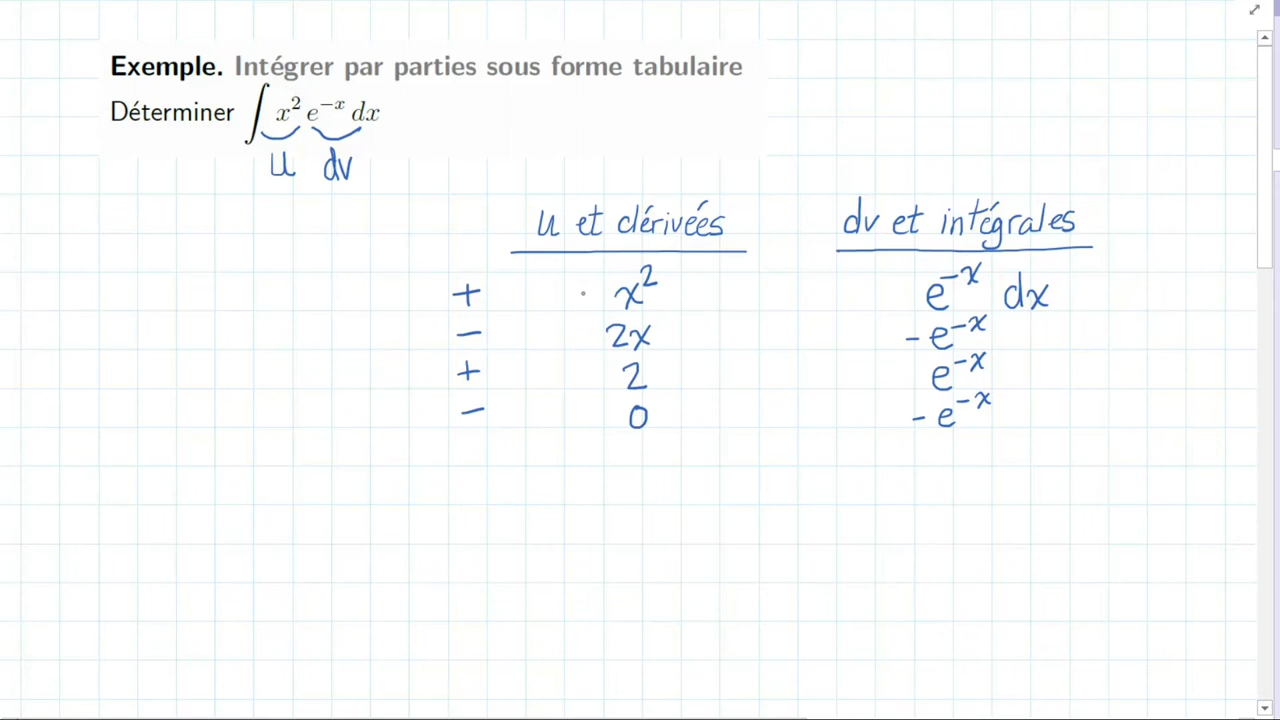 Exemple. Intégrer par parties sous forme tabulaire
Déterminer ∫ x² e⁻ˣ dx
u dv
u et dérivées dv et intégrales
+ x² e⁻ˣ dx
− 2x −e⁻ˣ
+ 2 e⁻ˣ
− 0 −e⁻ˣ